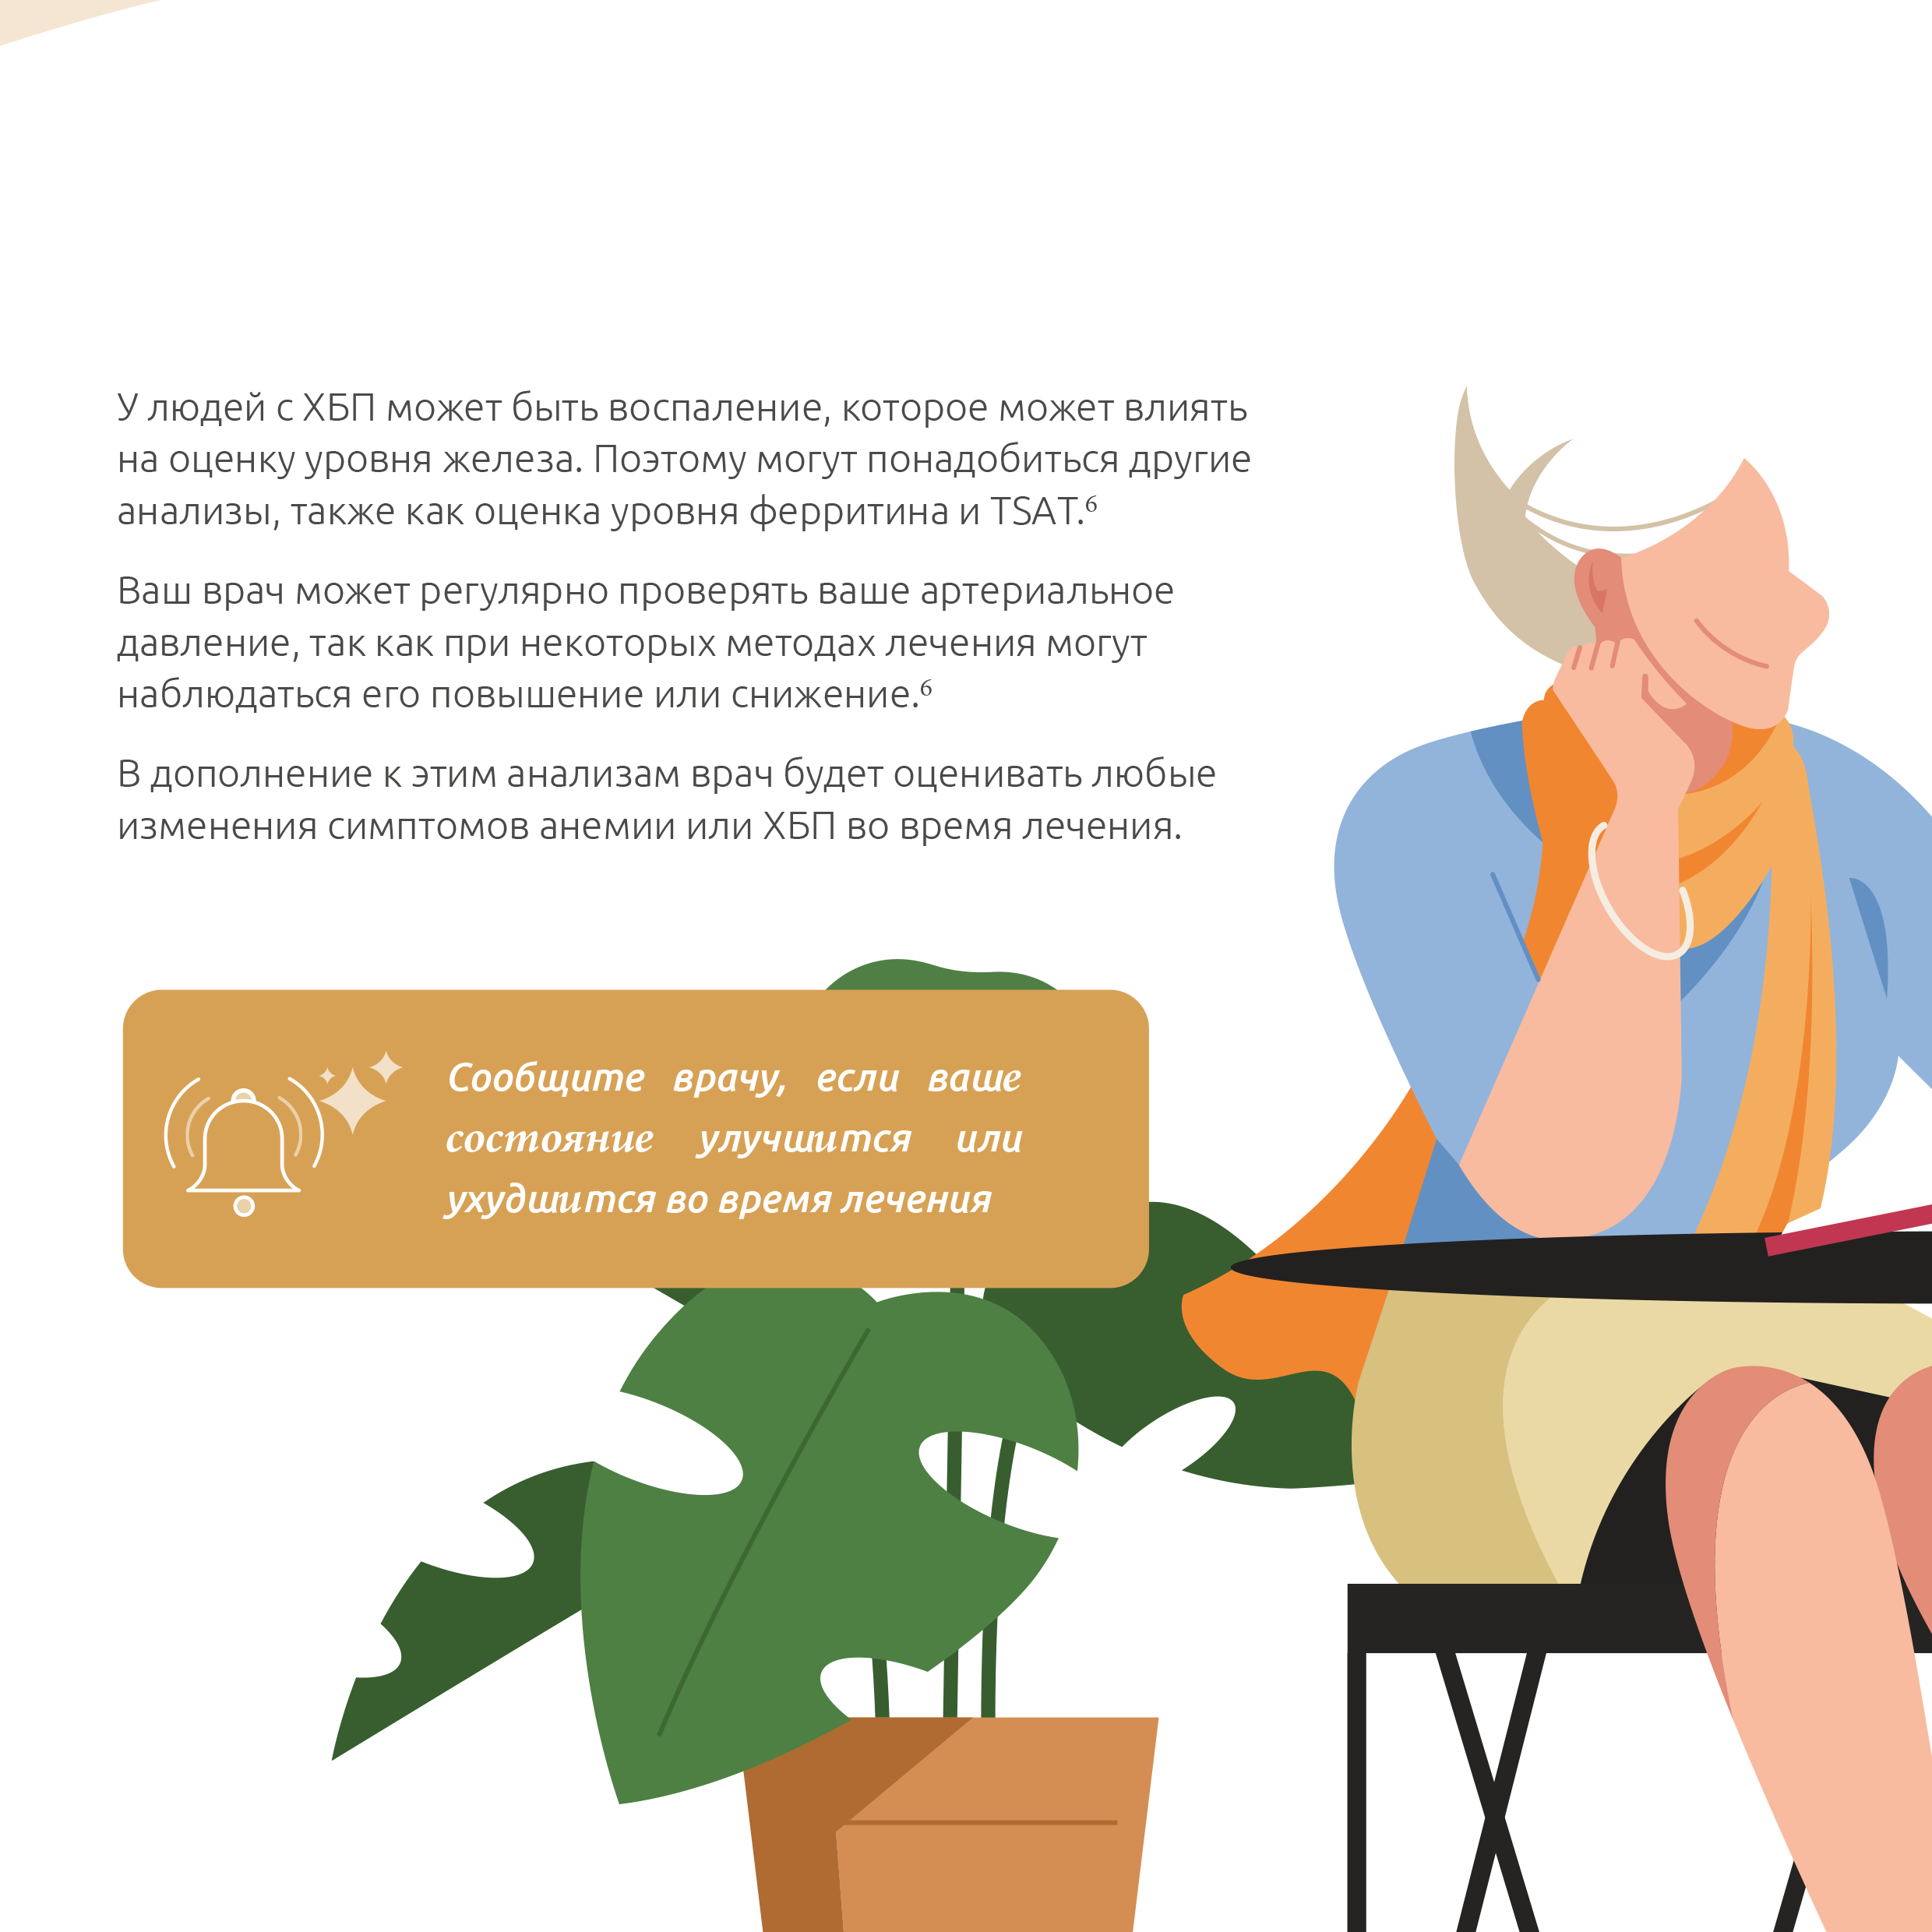 У людей с ХБП может быть воспаление, которое может влиять
на оценку уровня железа. Поэтому могут понадобиться другие
анализы, также как оценка уровня ферритина и TSAT.⁶
Ваш врач может регулярно проверять ваше артериальное
давление, так как при некоторых методах лечения могут
наблюдаться его повышение или снижение.⁶
В дополнение к этим анализам врач будет оценивать любые
изменения симптомов анемии или ХБП во время лечения.
Сообщите врачу, если ваше
состояние улучшится или
ухудшится во время лечения